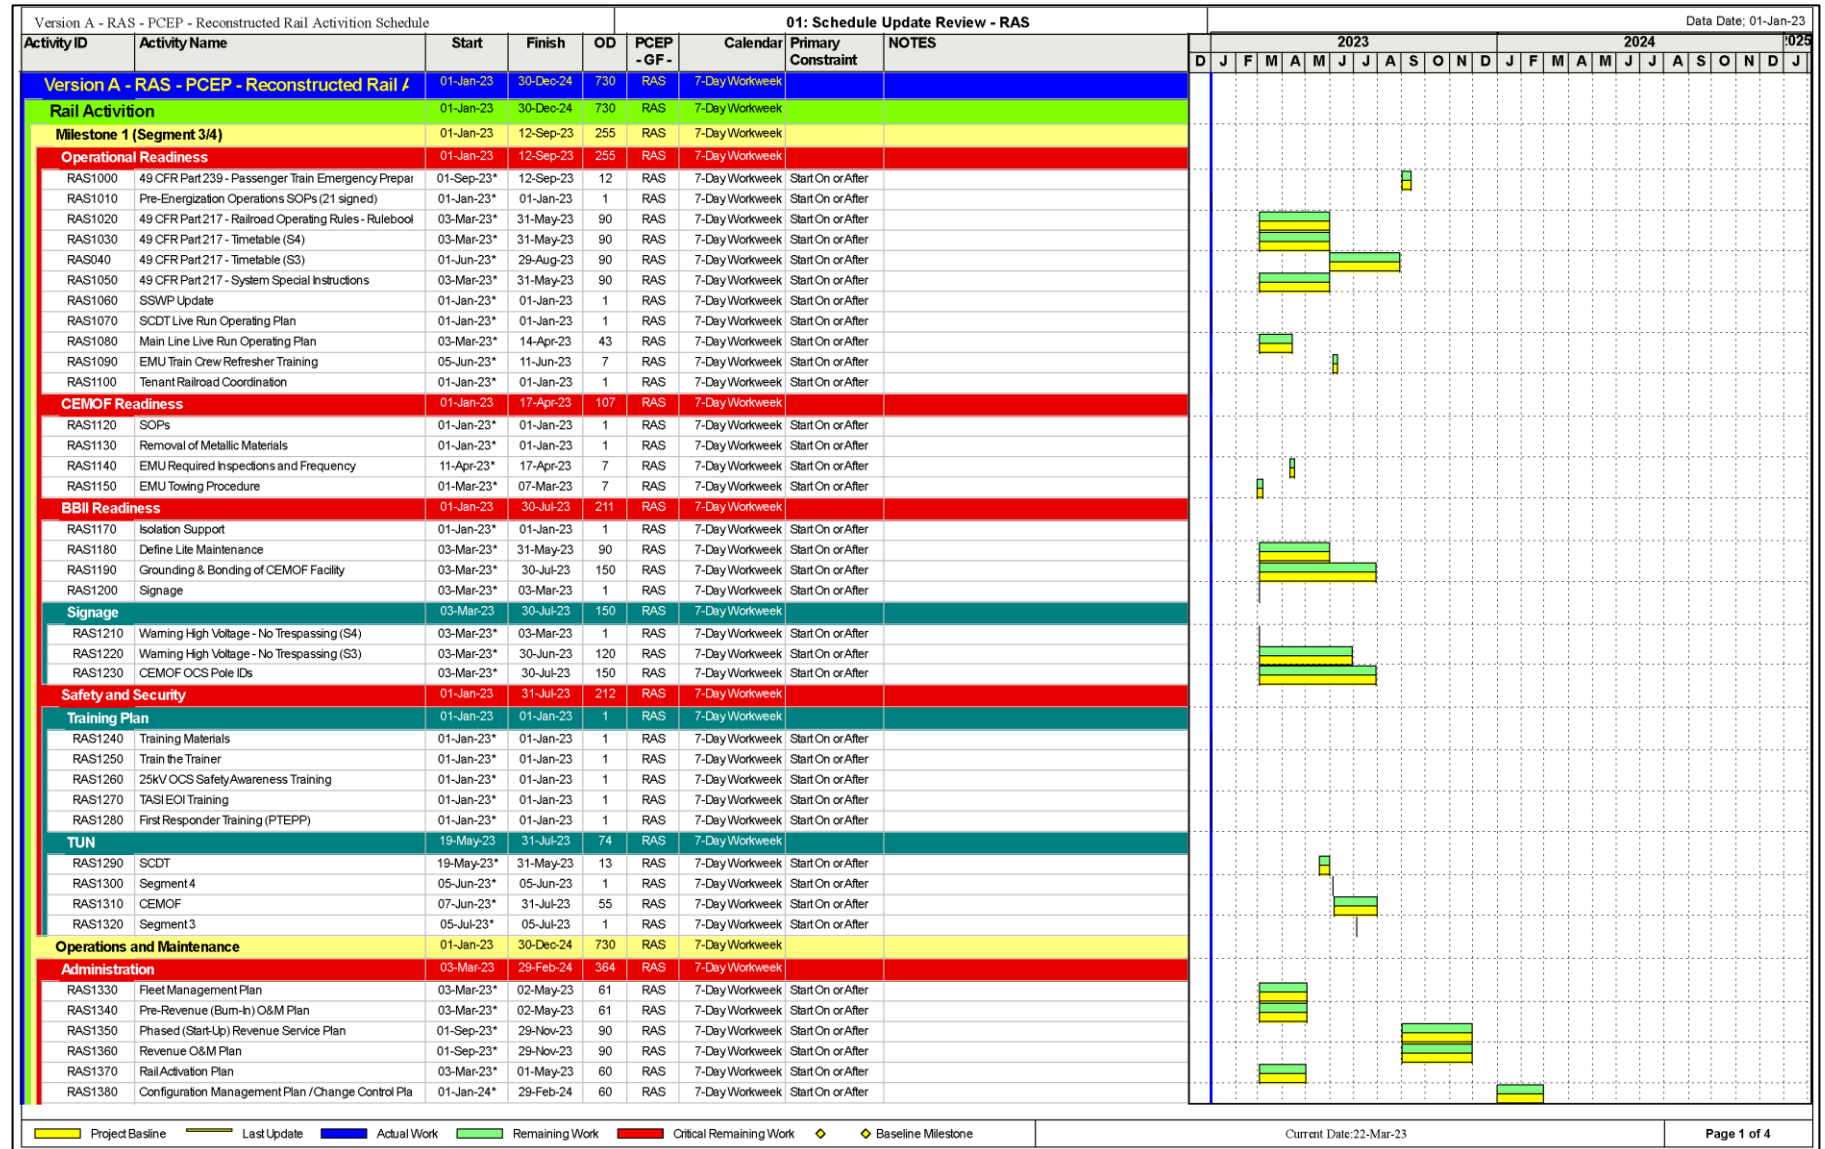 Version A - RAS - PCEP - Reconstructed Rail Activition Schedule 01: Schedule Update Review - RAS Data Date; 01-Jan-23
Activity ID Activity Name Start Finish OD PCEP - GF - Calendar Primary Constraint NOTES 2023 2024 2025
D J F M A M J J A S O N D J F M A M J J A S O N D J
Version A - RAS - PCEP - Reconstructed Rail A 01-Jan-23 30-Dec-24 730 RAS 7-Day Workweek
Rail Activition 01-Jan-23 30-Dec-24 730 RAS 7-Day Workweek
Milestone 1 (Segment 3/4) 01-Jan-23 12-Sep-23 255 RAS 7-Day Workweek
Operational Readiness 01-Jan-23 12-Sep-23 255 RAS 7-Day Workweek
RAS1000 49 CFR Part 239 - Passenger Train Emergency Prepar 01-Sep-23* 12-Sep-23 12 RAS 7-Day Workweek Start On or After
RAS1010 Pre-Energization Operations SOPs (21 signed) 01-Jan-23* 01-Jan-23 1 RAS 7-Day Workweek Start On or After
RAS1020 49 CFR Part 217 - Railroad Operating Rules - Rulebook 03-Mar-23* 31-May-23 90 RAS 7-Day Workweek Start On or After
RAS1030 49 CFR Part 217 - Timetable (S4) 03-Mar-23* 31-May-23 90 RAS 7-Day Workweek Start On or After
RAS040 49 CFR Part 217 - Timetable (S3) 01-Jun-23* 29-Aug-23 90 RAS 7-Day Workweek Start On or After
RAS1050 49 CFR Part 217 - System Special Instructions 03-Mar-23* 31-May-23 90 RAS 7-Day Workweek Start On or After
RAS1060 SSWP Update 01-Jan-23* 01-Jan-23 1 RAS 7-Day Workweek Start On or After
RAS1070 SCDT Live Run Operating Plan 01-Jan-23* 01-Jan-23 1 RAS 7-Day Workweek Start On or After
RAS1080 Main Line Live Run Operating Plan 03-Mar-23* 14-Apr-23 43 RAS 7-Day Workweek Start On or After
RAS1090 EMU Train Crew Refresher Training 05-Jun-23* 11-Jun-23 7 RAS 7-Day Workweek Start On or After
RAS1100 Tenant Railroad Coordination 01-Jan-23* 01-Jan-23 1 RAS 7-Day Workweek Start On or After
CEMOF Readiness 01-Jan-23 17-Apr-23 107 RAS 7-Day Workweek
RAS1120 SOPs 01-Jan-23* 01-Jan-23 1 RAS 7-Day Workweek Start On or After
RAS1130 Removal of Metallic Materials 01-Jan-23* 01-Jan-23 1 RAS 7-Day Workweek Start On or After
RAS1140 EMU Required Inspections and Frequency 11-Apr-23* 17-Apr-23 7 RAS 7-Day Workweek Start On or After
RAS1150 EMU Towing Procedure 01-Mar-23* 07-Mar-23 7 RAS 7-Day Workweek Start On or After
BBII Readiness 01-Jan-23 30-Jul-23 211 RAS 7-Day Workweek
RAS1170 Isolation Support 01-Jan-23* 01-Jan-23 1 RAS 7-Day Workweek Start On or After
RAS1180 Define Lite Maintenance 03-Mar-23* 31-May-23 90 RAS 7-Day Workweek Start On or After
RAS1190 Grounding & Bonding of CEMOF Facility 03-Mar-23* 30-Jul-23 150 RAS 7-Day Workweek Start On or After
RAS1200 Signage 03-Mar-23* 03-Mar-23 1 RAS 7-Day Workweek Start On or After
Signage 03-Mar-23 30-Jul-23 150 RAS 7-Day Workweek
RAS1210 Warning High Voltage - No Trespassing (S4) 03-Mar-23* 03-Mar-23 1 RAS 7-Day Workweek Start On or After
RAS1220 Warning High Voltage - No Trespassing (S3) 03-Mar-23* 30-Jun-23 120 RAS 7-Day Workweek Start On or After
RAS1230 CEMOF OCS Pole IDs 03-Mar-23* 30-Jul-23 150 RAS 7-Day Workweek Start On or After
Safety and Security 01-Jan-23 31-Jul-23 212 RAS 7-Day Workweek
Training Plan 01-Jan-23 01-Jan-23 1 RAS 7-Day Workweek
RAS1240 Training Materials 01-Jan-23* 01-Jan-23 1 RAS 7-Day Workweek Start On or After
RAS1250 Train the Trainer 01-Jan-23* 01-Jan-23 1 RAS 7-Day Workweek Start On or After
RAS1260 25kV OCS Safety Awareness Training 01-Jan-23* 01-Jan-23 1 RAS 7-Day Workweek Start On or After
RAS1270 TASI EOI Training 01-Jan-23* 01-Jan-23 1 RAS 7-Day Workweek Start On or After
RAS1280 First Responder Training (PTEPP) 01-Jan-23* 01-Jan-23 1 RAS 7-Day Workweek Start On or After
TUN 19-May-23 31-Jul-23 74 RAS 7-Day Workweek
RAS1290 SCDT 19-May-23* 31-May-23 13 RAS 7-Day Workweek Start On or After
RAS1300 Segment 4 05-Jun-23* 05-Jun-23 1 RAS 7-Day Workweek Start On or After
RAS1310 CEMOF 07-Jun-23* 31-Jul-23 55 RAS 7-Day Workweek Start On or After
RAS1320 Segment 3 05-Jul-23* 05-Jul-23 1 RAS 7-Day Workweek Start On or After
Operations and Maintenance 01-Jan-23 30-Dec-24 730 RAS 7-Day Workweek
Administration 03-Mar-23 29-Feb-24 364 RAS 7-Day Workweek
RAS1330 Fleet Management Plan 03-Mar-23* 02-May-23 61 RAS 7-Day Workweek Start On or After
RAS1340 Pre-Revenue (Burn-In) O&M Plan 03-Mar-23* 02-May-23 61 RAS 7-Day Workweek Start On or After
RAS1350 Phased (Start-Up) Revenue Service Plan 01-Sep-23* 29-Nov-23 90 RAS 7-Day Workweek Start On or After
RAS1360 Revenue O&M Plan 01-Sep-23* 29-Nov-23 90 RAS 7-Day Workweek Start On or After
RAS1370 Rail Activation Plan 03-Mar-23* 01-May-23 60 RAS 7-Day Workweek Start On or After
RAS1380 Configuration Management Plan / Change Control Pla 01-Jan-24* 29-Feb-24 60 RAS 7-Day Workweek Start On or After
Project Basline Last Update Actual Work Remaining Work Critical Remaining Work Baseline Milestone Current Date:22-Mar-23 Page 1 of 4